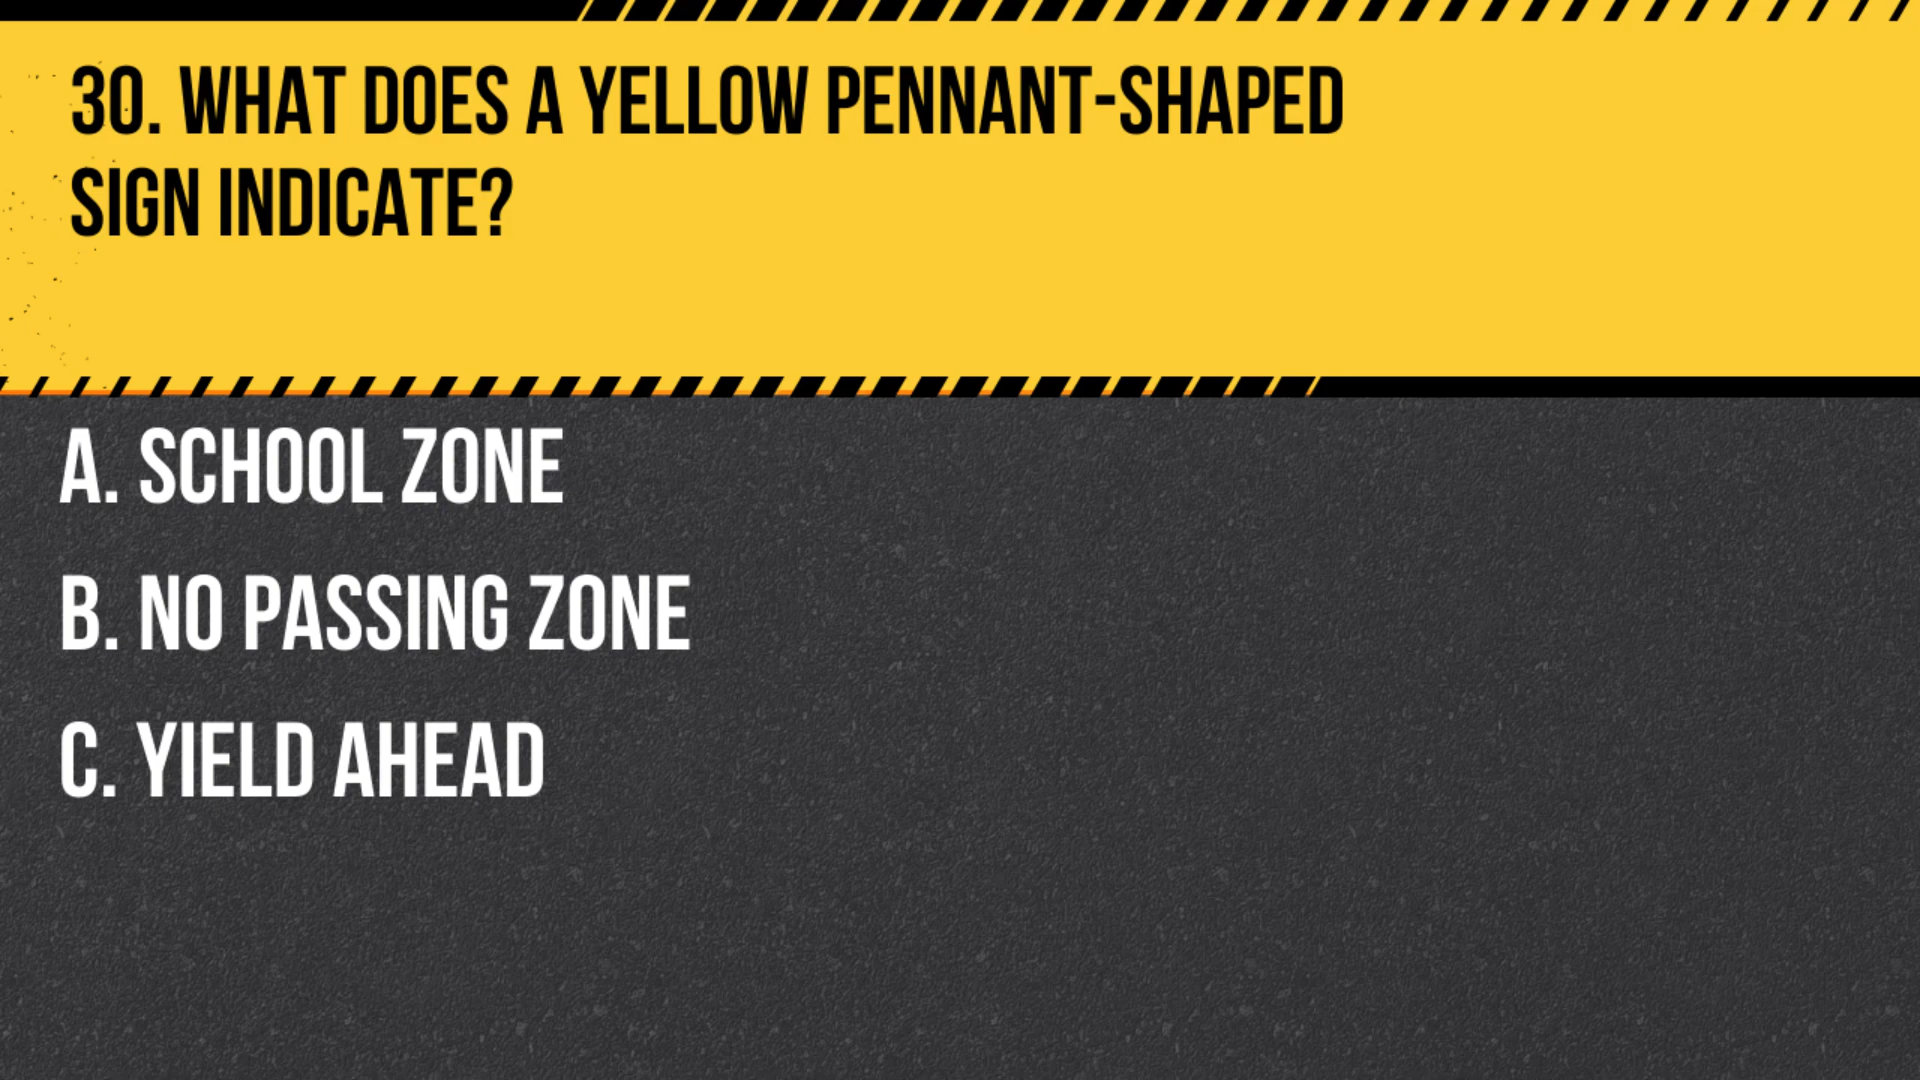 30. WHAT DOES A YELLOW PENNANT-SHAPED
SIGN INDICATE?
A. SCHOOL ZONE
B. NO PASSING ZONE
C. YIELD AHEAD